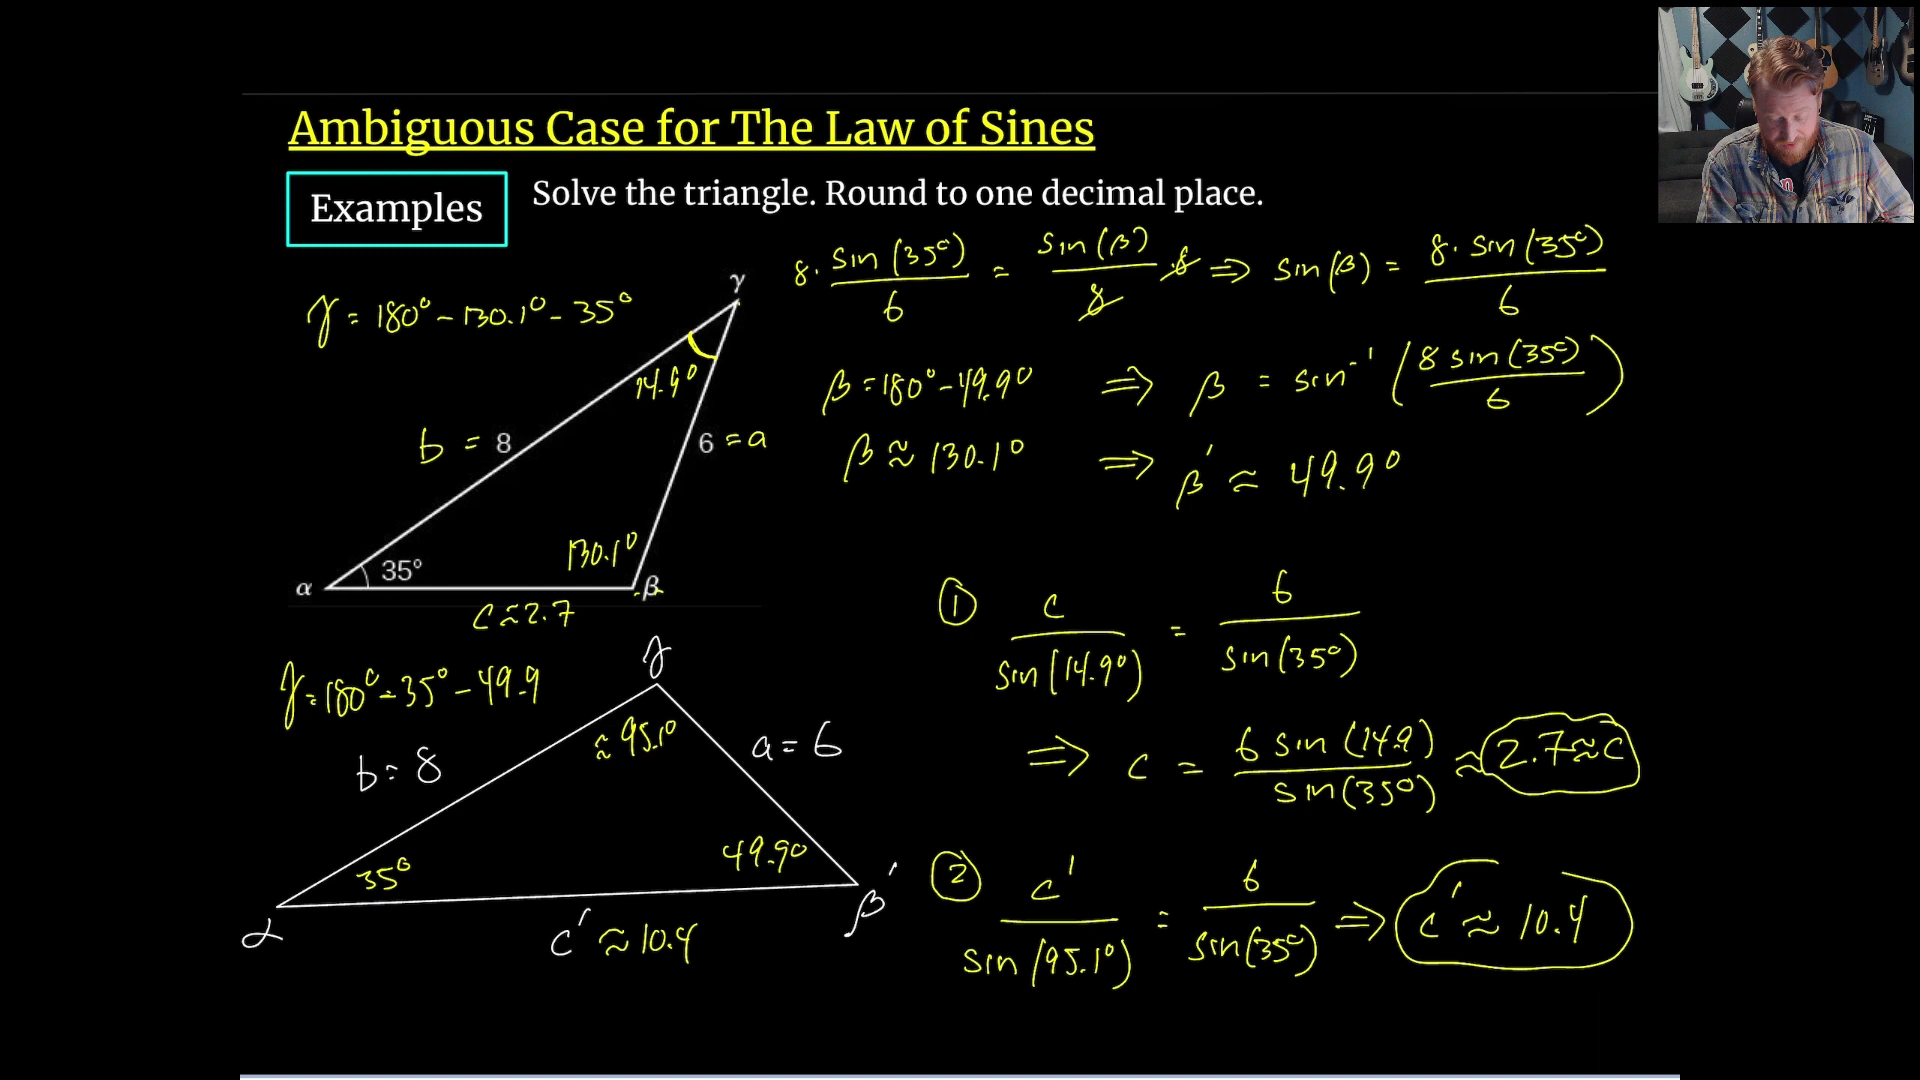 Ambiguous Case for The Law of Sines
Examples
Solve the triangle. Round to one decimal place.
8 · sin(35°)/6 = sin(β)/8 · 8 ⇒ sin(β) = 8 · sin(35°)/6
γ = 180° - 130.1° - 35°
γ
14.9°
β = 180° - 49.9°
⇒ β = sin⁻¹(8 sin(35°)/6)
b = 8
6 = a
β ≈ 130.1°
⇒ β' ≈ 49.9°
130.1°
35°
α
β
c ≈ 2.7
① c/sin(14.9°) = 6/sin(35°)
γ = 180° - 35° - 49.9
γ
≈ 95.1°
b = 8
a = 6
⇒ c = 6 sin(14.9)/sin(35°) ≈ 2.7 ≈ c
35°
49.9°
α
β'
c' ≈ 10.4
② c'/sin(95.1°) = 6/sin(35°) ⇒ c' ≈ 10.4